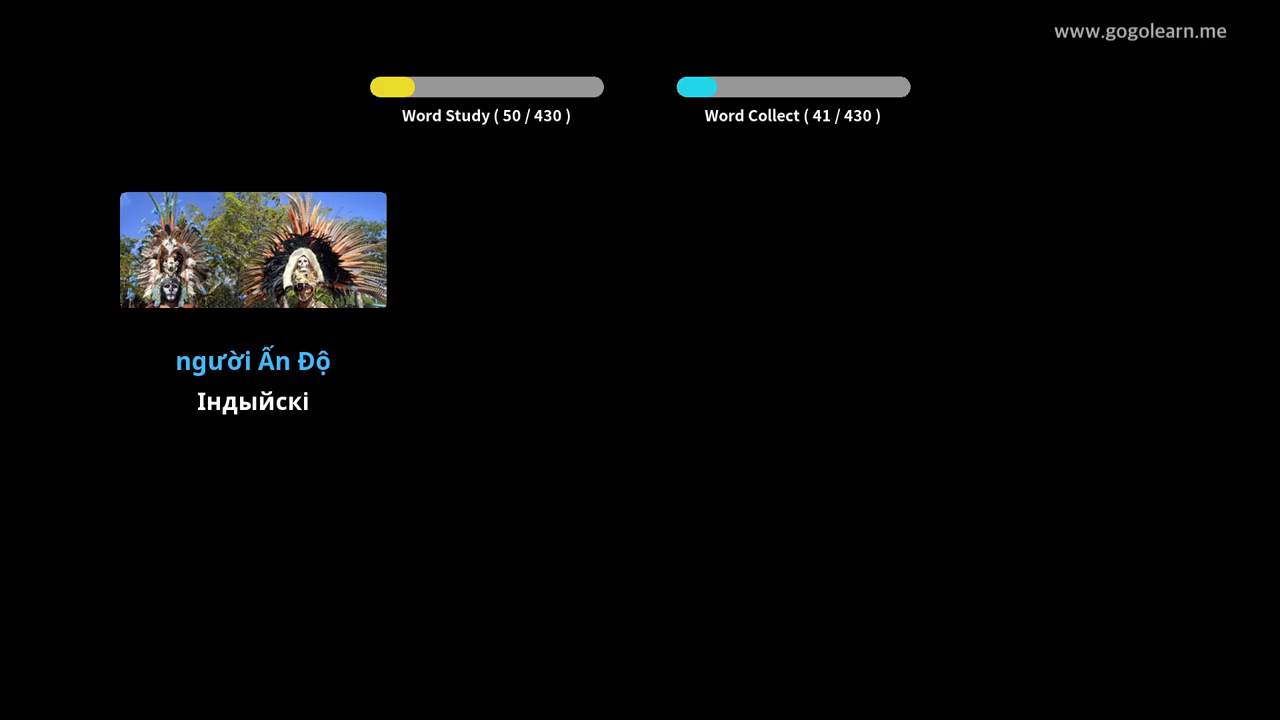 www.gogolearn.me
Word Study ( 50 / 430 )
Word Collect ( 41 / 430 )
người Ấn Độ
Індыйскі